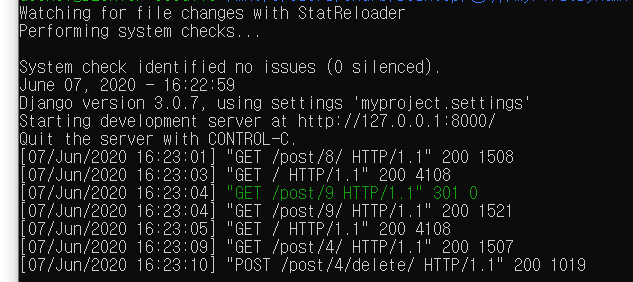 Watching for file changes with StatReloader
Performing system checks...
System check identified no issues (0 silenced).
June 07, 2020 - 16:22:59
Django version 3.0.7, using settings 'myproject.settings'
Starting development server at http://127.0.0.1:8000/
Quit the server with CONTROL-C.
[07/Jun/2020 16:23:01] "GET /post/8/ HTTP/1.1" 200 1508
[07/Jun/2020 16:23:03] "GET / HTTP/1.1" 200 4108
[07/Jun/2020 16:23:04] "GET /post/9 HTTP/1.1" 301 0
[07/Jun/2020 16:23:04] "GET /post/9/ HTTP/1.1" 200 1521
[07/Jun/2020 16:23:05] "GET / HTTP/1.1" 200 4108
[07/Jun/2020 16:23:09] "GET /post/4/ HTTP/1.1" 200 1507
[07/Jun/2020 16:23:10] "POST /post/4/delete/ HTTP/1.1" 200 1019